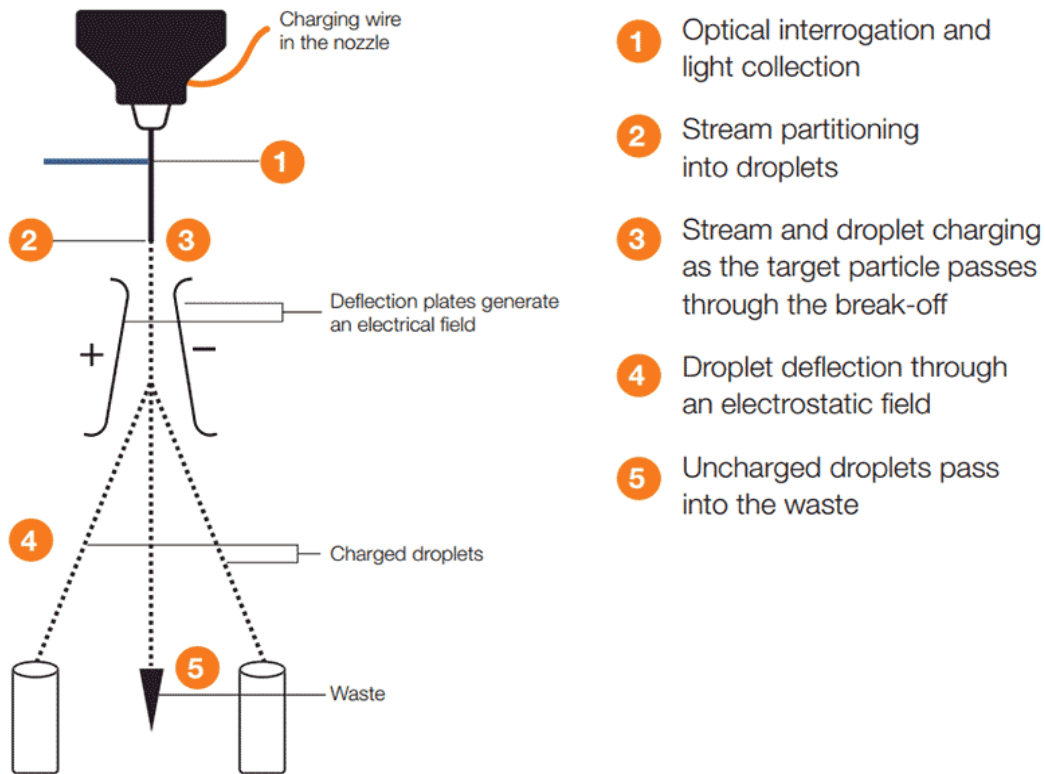 Charging wire
in the nozzle
1
2
3
Deflection plates generate
an electrical field
+
−
4
Charged droplets
5
Waste
1
Optical interrogation and
light collection
2
Stream partitioning
into droplets
3
Stream and droplet charging
as the target particle passes
through the break-off
4
Droplet deflection through
an electrostatic field
5
Uncharged droplets pass
into the waste